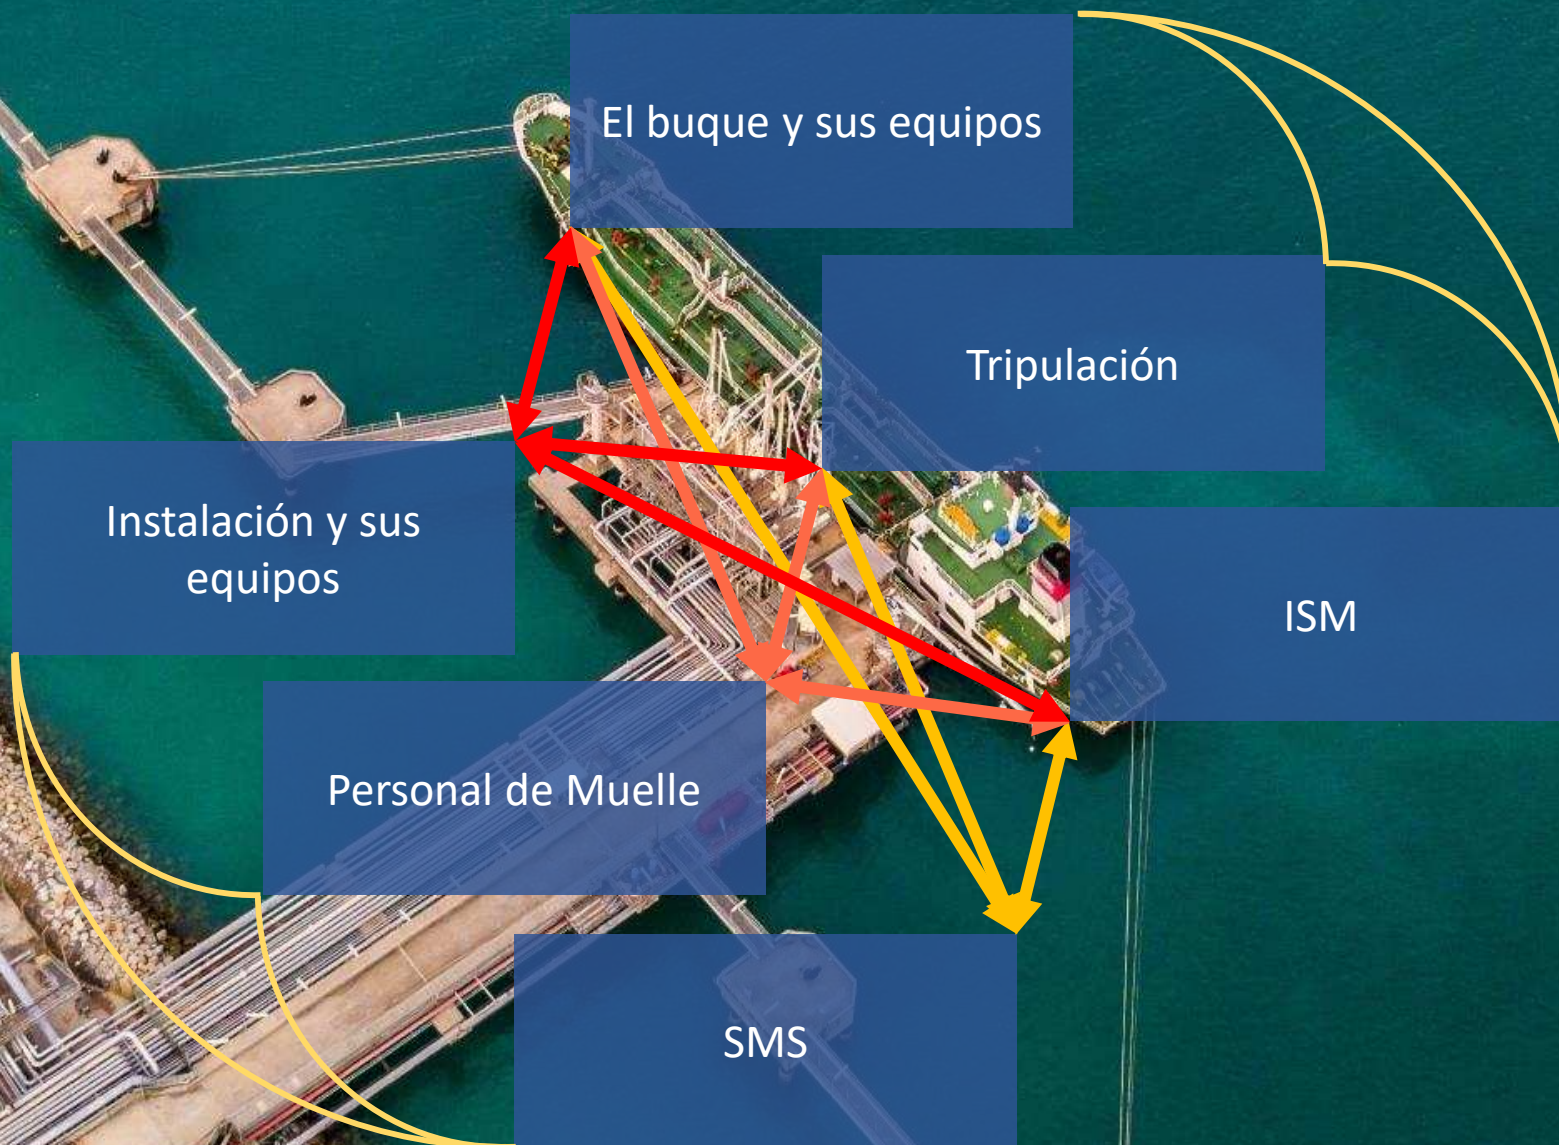 El buque y sus equipos
Tripulación
Instalación y sus
equipos
ISM
Personal de Muelle
SMS